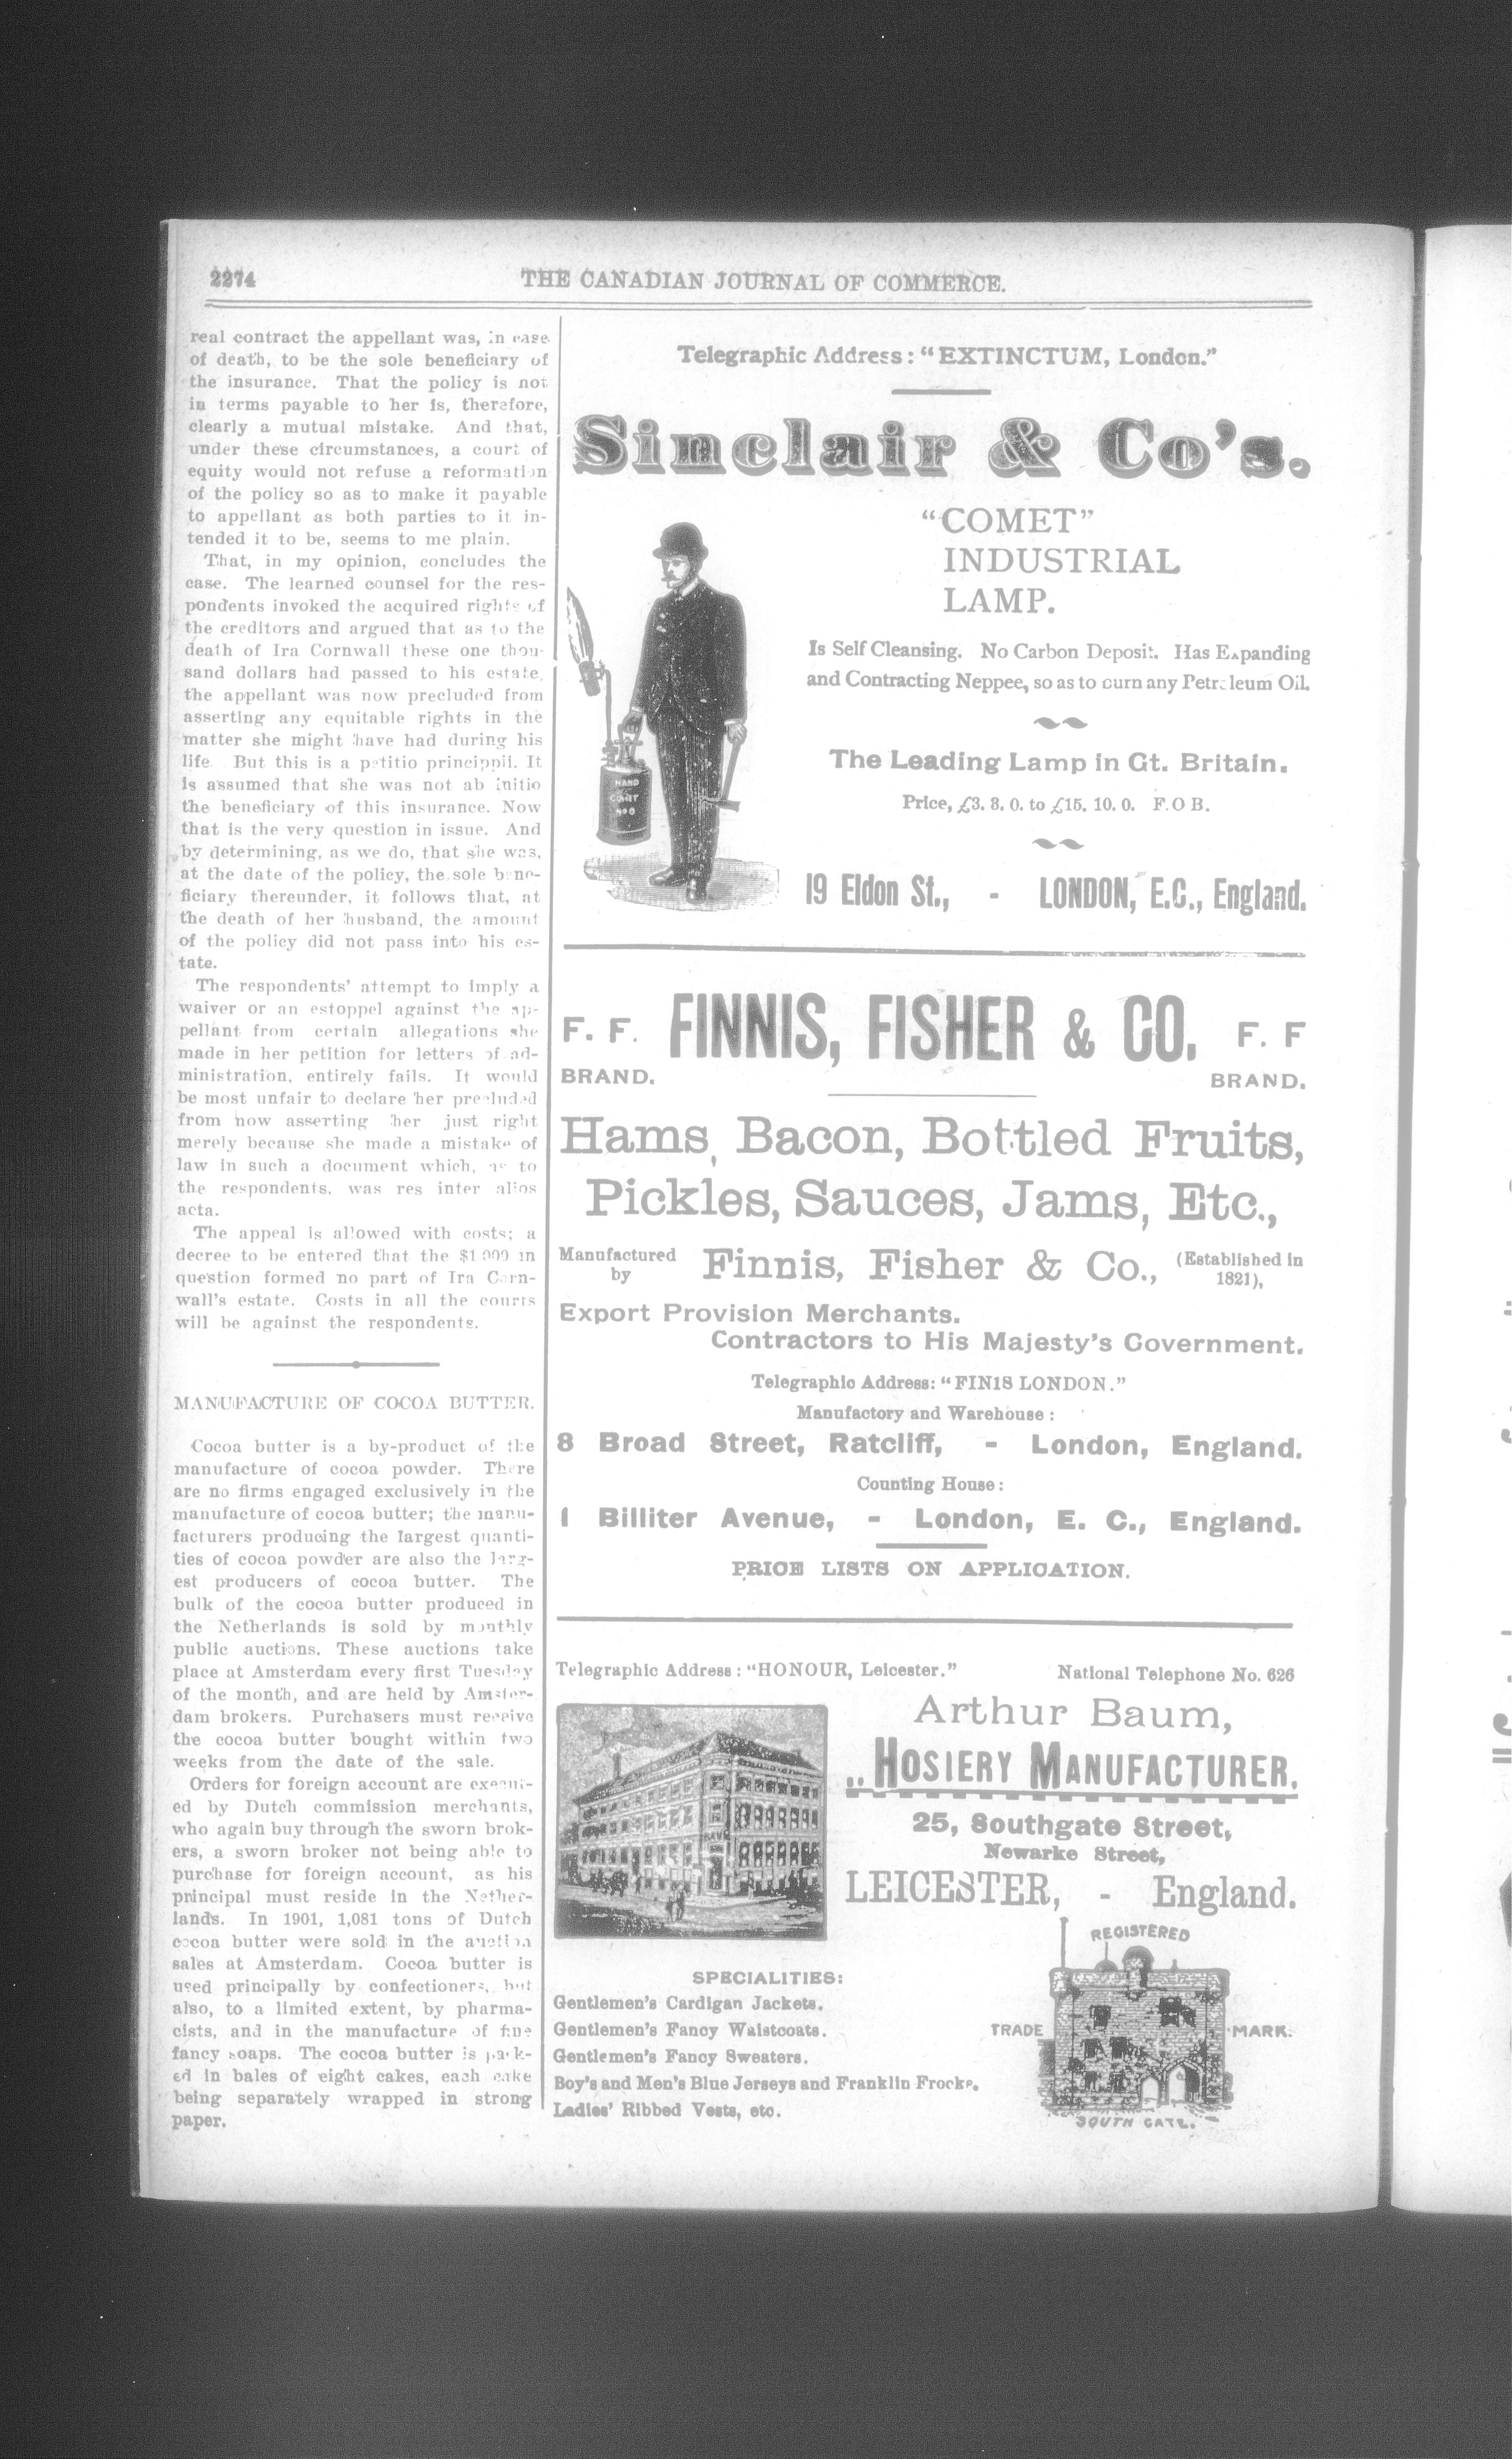 2274
THE CANADIAN JOURNAL OF COMMERCE.
real contract the appellant was, in case
of death, to be the sole beneficiary of
the insurance. That the policy is not
in terms payable to her is, therefore,
clearly a mutual mistake. And that,
under these circumstances, a court of
equity would not refuse a reformation
of the policy so as to make it payable
to appellant as both parties to it in-
tended it to be, seems to me plain.
That, in my opinion, concludes the
case. The learned counsel for the res-
pondents invoked the acquired rights of
the creditors and argued that as to the
death of Ira Cornwall these one thou-
sand dollars had passed to his estate,
the appellant was now precluded from
asserting any equitable rights in the
matter she might have had during his
life. But this is a petitio principii. It
is assumed that she was not ab initio
the beneficiary of this insurance. Now
that is the very question in issue. And
by determining, as we do, that she was,
at the date of the policy, the sole bene-
ficiary thereunder, it follows that, at
the death of her husband, the amount
of the policy did not pass into his es-
tate.
The respondents' attempt to imply a
waiver or an estoppel against the ap-
pellant from certain allegations she
made in her petition for letters of ad-
ministration, entirely fails. It would
be most unfair to declare her precluded
from now asserting her just right
merely because she made a mistake of
law in such a document which, as to
the respondents, was res inter alios
acta.
The appeal is allowed with costs; a
decree to be entered that the $1,000 in
question formed no part of Ira Corn-
wall's estate. Costs in all the courts
will be against the respondents.
MANUFACTURE OF COCOA BUTTER.
Cocoa butter is a by-product of the
manufacture of cocoa powder. There
are no firms engaged exclusively in the
manufacture of cocoa butter; the manu-
facturers producing the largest quanti-
ties of cocoa powder are also the larg-
est producers of cocoa butter. The
bulk of the cocoa butter produced in
the Netherlands is sold by monthly
public auctions. These auctions take
place at Amsterdam every first Tuesday
of the month, and are held by Amster-
dam brokers. Purchasers must receive
the cocoa butter bought within two
weeks from the date of the sale.
Orders for foreign account are execut-
ed by Dutch commission merchants,
who again buy through the sworn brok-
ers, a sworn broker not being able to
purchase for foreign account, as his
principal must reside in the Nether-
lands. In 1901, 1,081 tons of Dutch
cocoa butter were sold in the auction
sales at Amsterdam. Cocoa butter is
used principally by confectioners, but
also, to a limited extent, by pharma-
cists, and in the manufacture of fine
fancy soaps. The cocoa butter is pack-
ed in bales of eight cakes, each cake
being separately wrapped in strong
paper.
Telegraphic Address: "EXTINCTUM, London."
Sinclair & Co's.
"COMET"
INDUSTRIAL
LAMP.
Is Self Cleansing. No Carbon Deposit. Has Expanding
and Contracting Neppee, so as to burn any Petroleum Oil.
The Leading Lamp in Gt. Britain.
Price, £3. 8. 0. to £15. 10. 0. F.O B.
HAND
COMET
No 0
19 Eldon St., - LONDON, E.C., England.
F. F. FINNIS, FISHER & CO. F. F
BRAND. BRAND.
Hams, Bacon, Bottled Fruits,
Pickles, Sauces, Jams, Etc.,
Manufactured by Finnis, Fisher & Co., (Established in 1821),
Export Provision Merchants.
Contractors to His Majesty's Government.
Telegraphic Address: "FINIS LONDON."
Manufactory and Warehouse:
8 Broad Street, Ratcliff, - London, England.
Counting House:
1 Billiter Avenue, - London, E. C., England.
PRICE LISTS ON APPLICATION.
Telegraphic Address: "HONOUR, Leicester." National Telephone No. 626
Arthur Baum,
,, HOSIERY MANUFACTURER,
25, Southgate Street,
Newarke Street,
LEICESTER, - England.
SPECIALITIES:
Gentlemen's Cardigan Jackets.
Gentlemen's Fancy Waistcoats.
Gentlemen's Fancy Sweaters.
Boy's and Men's Blue Jerseys and Franklin Frocks.
Ladies' Ribbed Vests, etc.
REGISTERED
TRADE MARK.
SOUTH GATE.